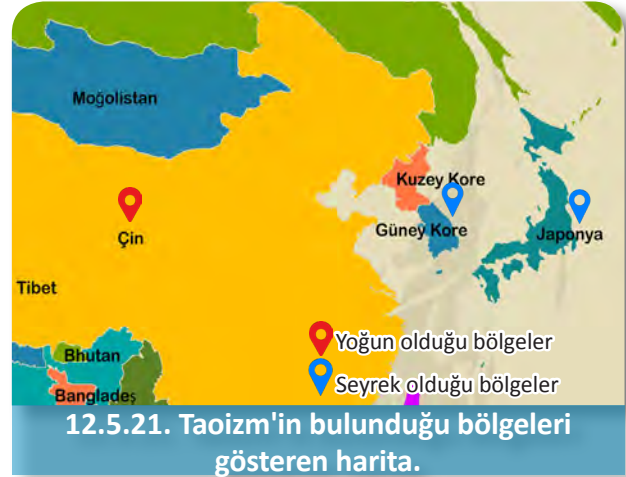 Moğolistan
Kuzey Kore
Güney Kore
Japonya
Çin
Tibet
Yoğun olduğu bölgeler
Bhutan
Seyrek olduğu bölgeler
Bangladeş
12.5.21. Taoizm'in bulunduğu bölgeleri
gösteren harita.